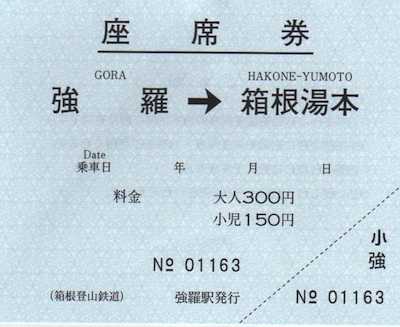 座席券
GORA HAKONE-YUMOTO
強羅 → 箱根湯本
Date
乗車日 年 月 日
料金 大人300円
小児150円
小
強
№ 01163
№ 01163
(箱根登山鉄道) 強羅駅発行